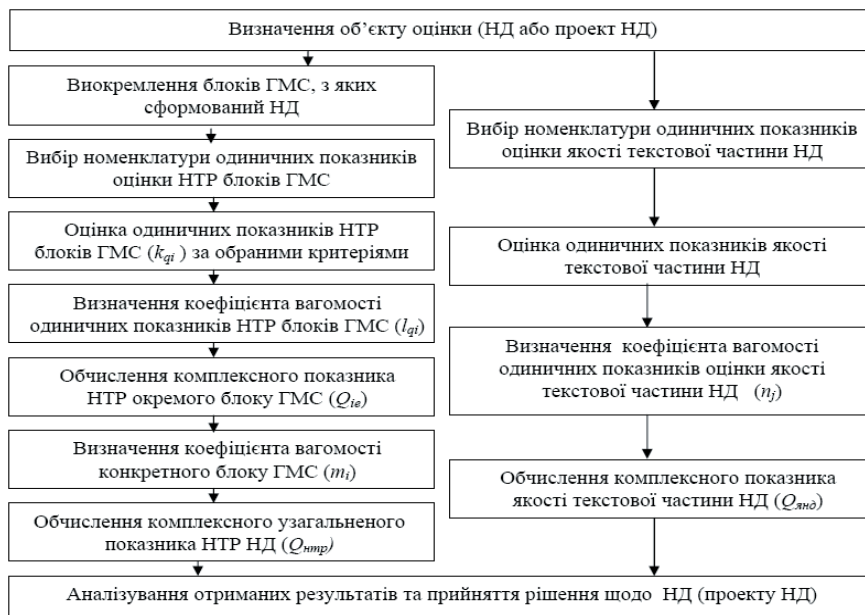 Визначення об’єкту оцінки (НД або проект НД)
Виокремлення блоків ГМС, з яких
сформований НД
Вибір номенклатури одиничних показників
оцінки НТР блоків ГМС
Оцінка одиничних показників НТР
блоків ГМС (kqi ) за обраними критеріями
Визначення коефіцієнта вагомості
одиничних показників НТР блоків ГМС (lqi)
Обчислення комплексного показника
НТР окремого блоку ГМС (Qів)
Визначення коефіцієнта вагомості
конкретного блоку ГМС (mi)
Обчислення комплексного узагальненого
показника НТР НД (Qнтр)
Вибір номенклатури одиничних показників
оцінки якості текстової частини НД
Оцінка одиничних показників якості
текстової частини НД
Визначення коефіцієнта вагомості
одиничних показників оцінки якості
текстової частини НД (nj)
Обчислення комплексного показника
якості текстової частини НД (Qянд)
Аналізування отриманих результатів та прийняття рішення щодо НД (проекту НД)